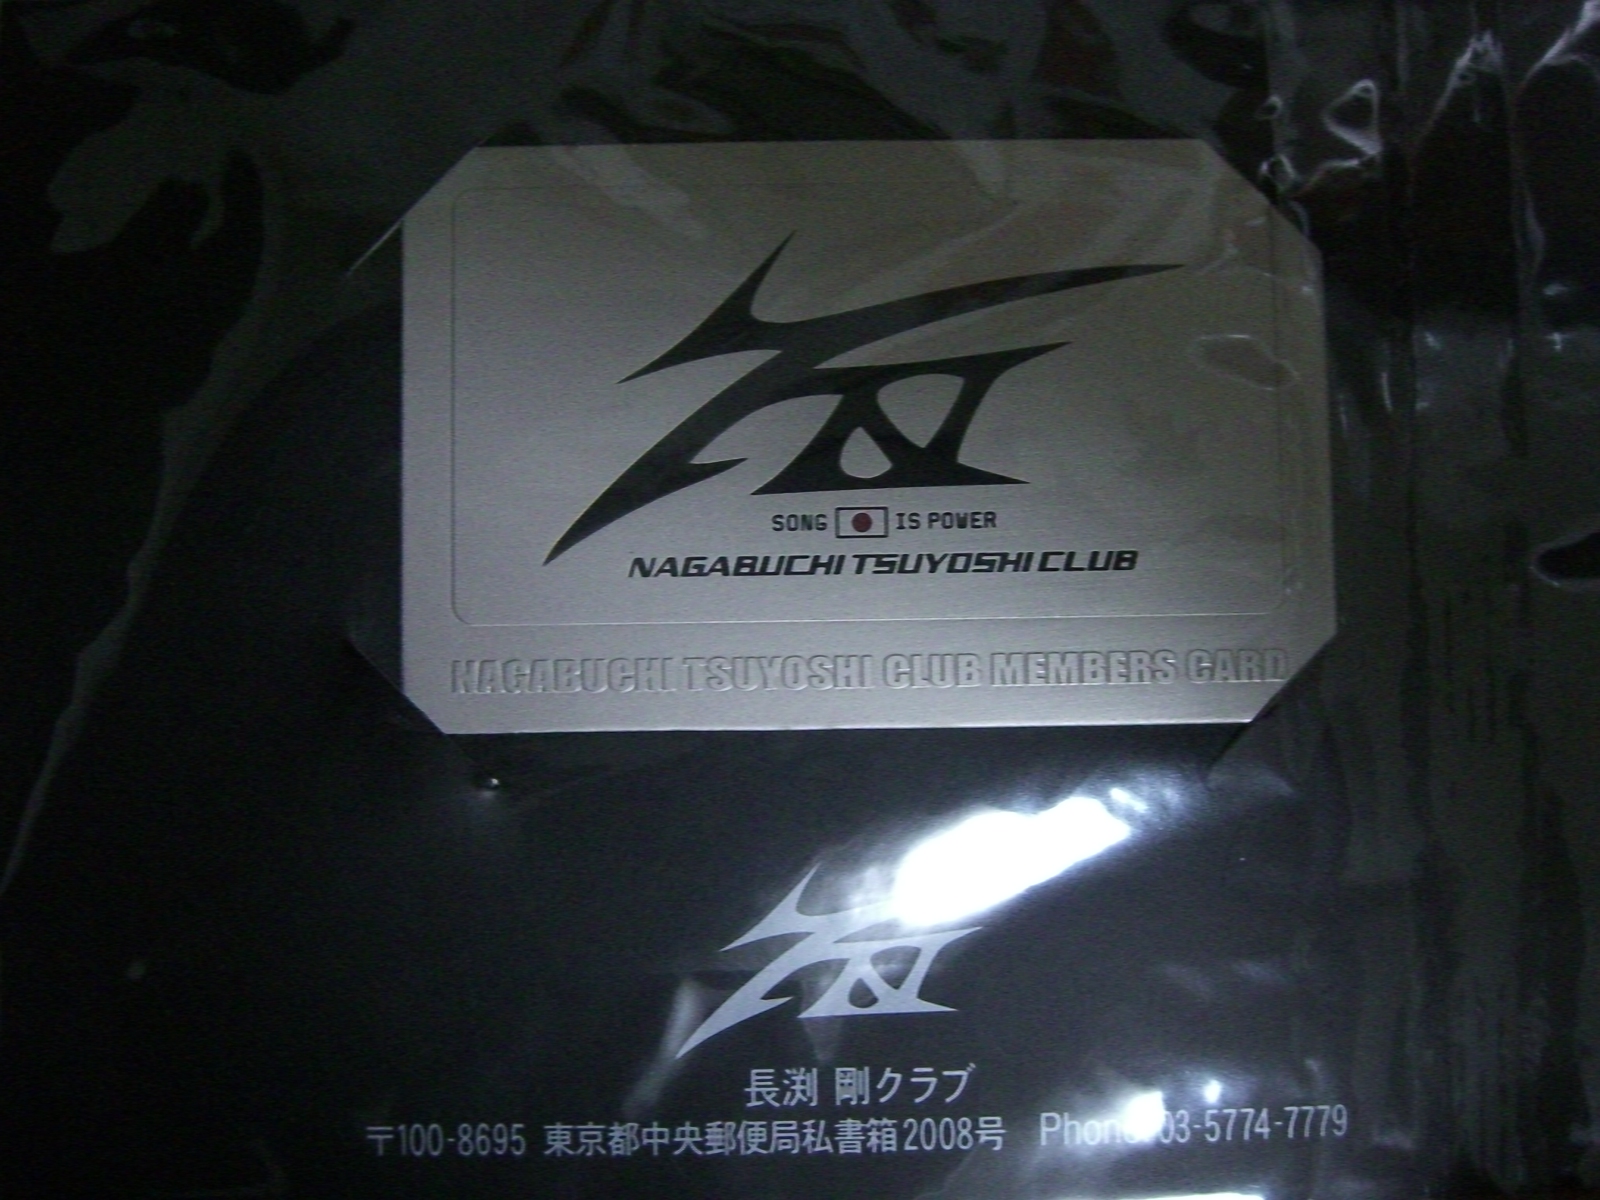 SONG IS POWER
NAGABUCHI TSUYOSHI CLUB
NAGABUCHI TSUYOSHI CLUB MEMBERS CARD
長渕 剛クラブ
〒100-8695 東京都中央郵便局私書箱2008号 Phone 03-5774-7779